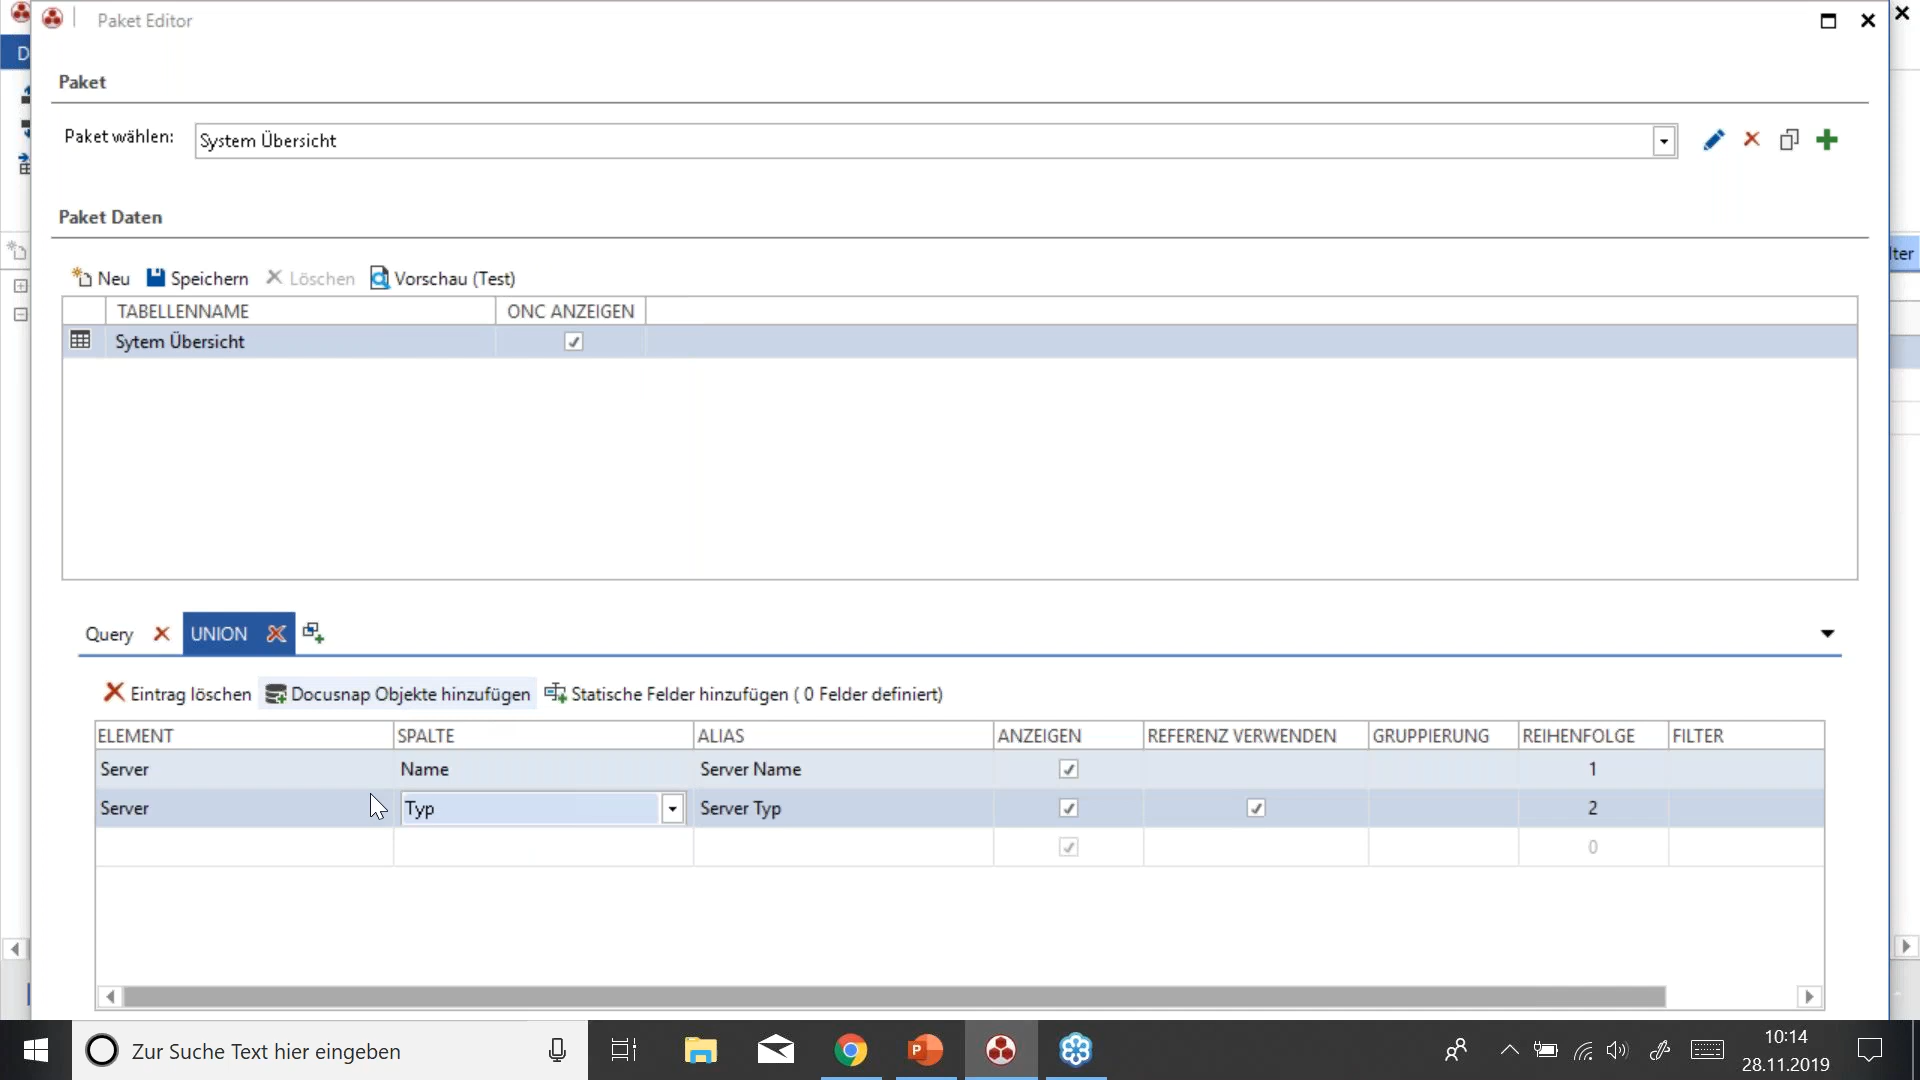 Paket Editor
D
Paket
Paket wählen:
System Übersicht
Paket Daten
lter
Neu
Speichern
Löschen
Vorschau (Test)
TABELLENNAME
ONC ANZEIGEN
Sytem Übersicht
Query
UNION
Eintrag löschen
Docusnap Objekte hinzufügen
Statische Felder hinzufügen ( 0 Felder definiert)
ELEMENT SPALTE ALIAS ANZEIGEN REFERENZ VERWENDEN GRUPPIERUNG REIHENFOLGE FILTER
Server Name Server Name 1
Server Typ Server Typ 2
0
Zur Suche Text hier eingeben
P
10:14
28.11.2019